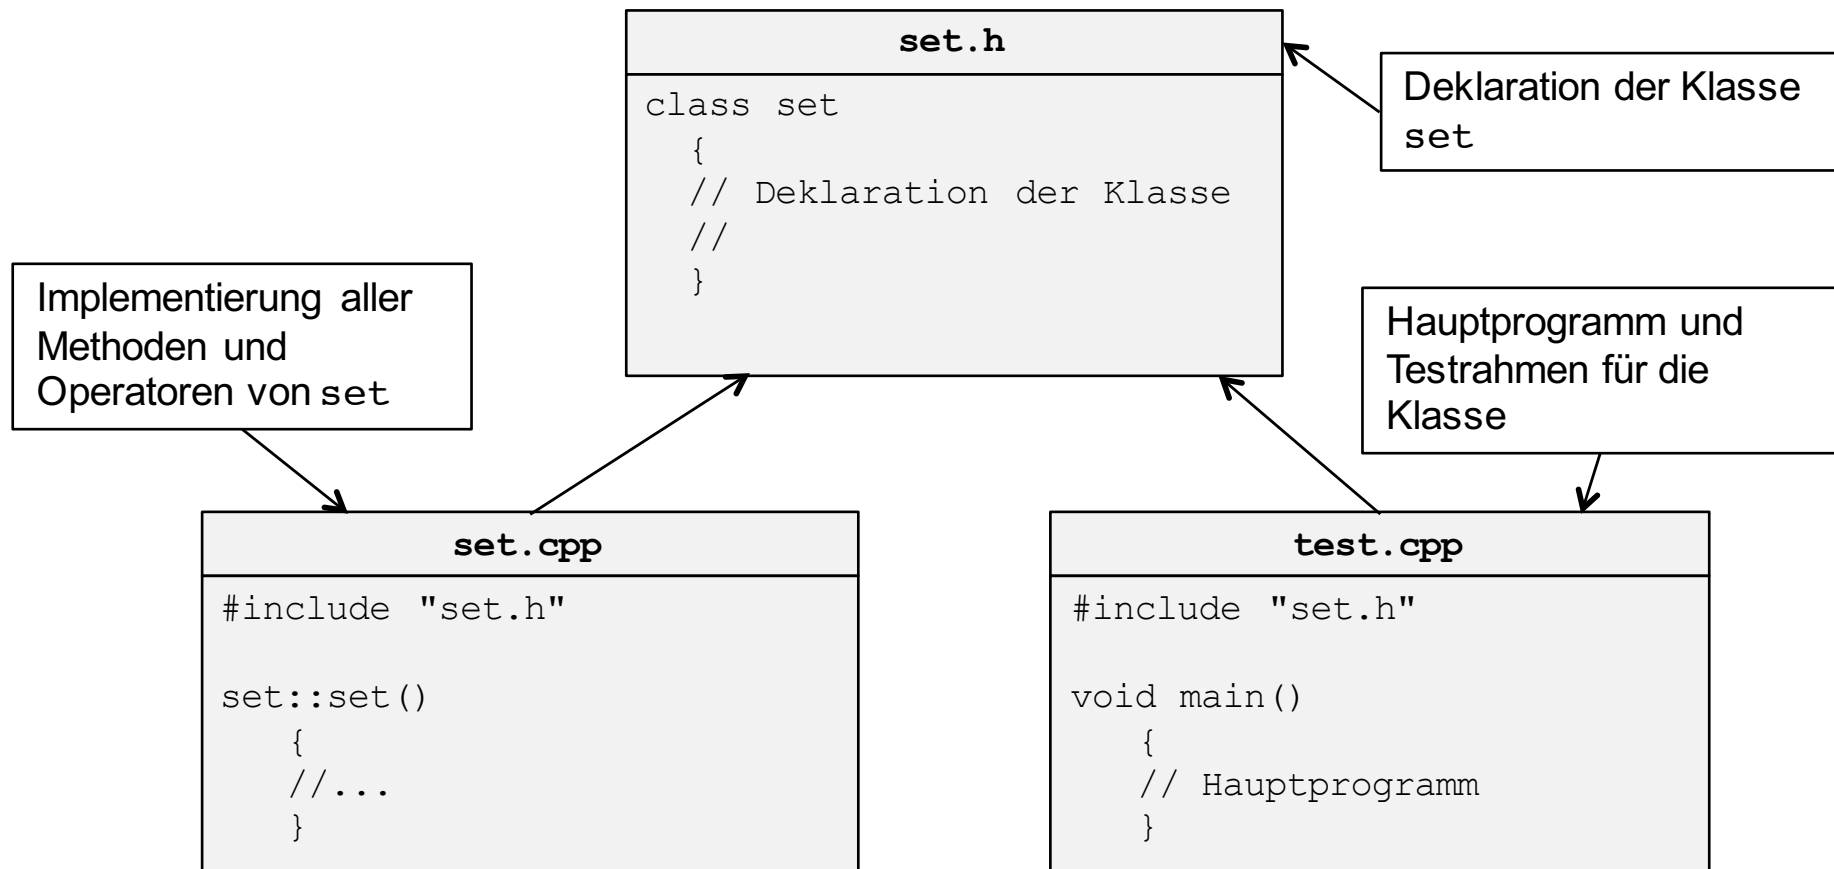 set.h
class set
{
// Deklaration der Klasse
//
}
Deklaration der Klasse
set
Implementierung aller
Methoden und
Operatoren von set
Hauptprogramm und
Testrahmen für die
Klasse
set.cpp
#include "set.h"
set::set()
{
//...
}
test.cpp
#include "set.h"
void main()
{
// Hauptprogramm
}